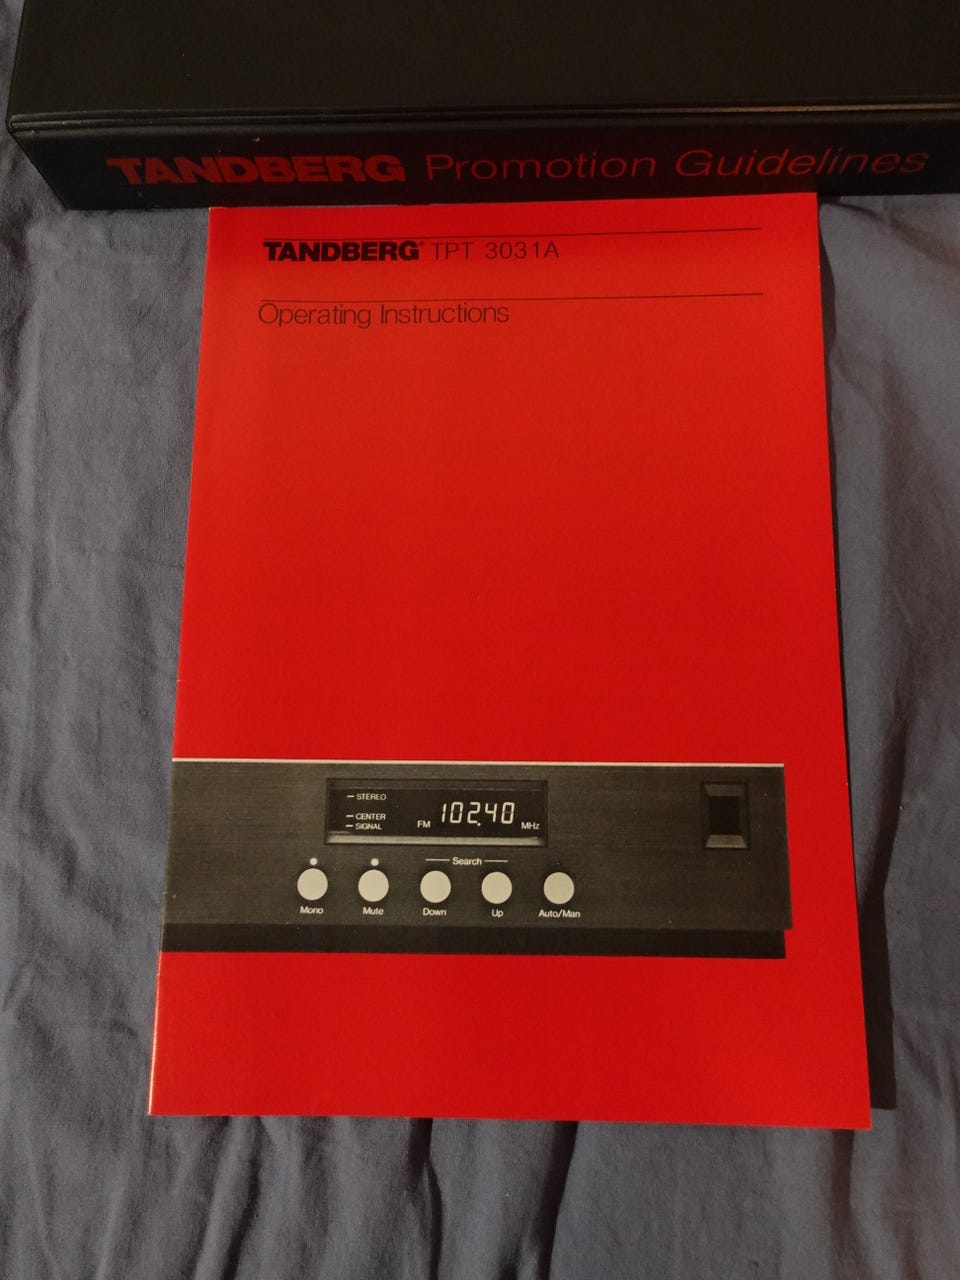 TANDBERG Promotion Guidelines
TANDBERG® TPT 3031A
Operating Instructions
STEREO
CENTER
SIGNAL
FM 102.40 MHz
Search
Mono Mute Down Up Auto/Man